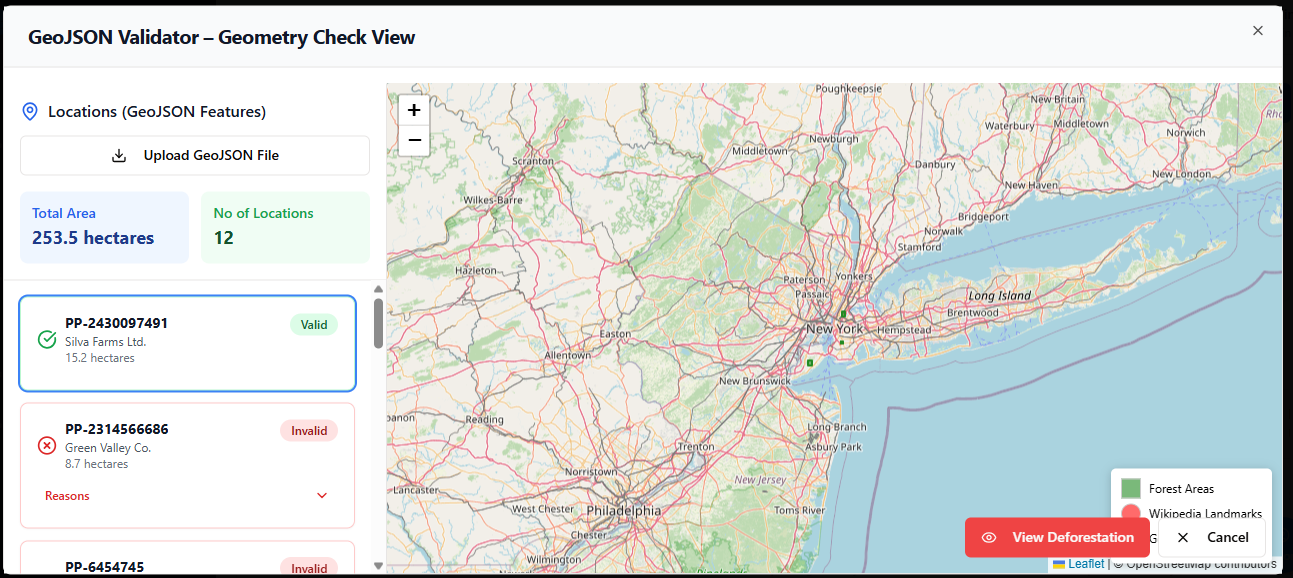 GeoJSON Validator – Geometry Check View
Locations (GeoJSON Features)
Upload GeoJSON File
Total Area
253.5 hectares
No of Locations
12
PP-2430097491
Valid
Silva Farms Ltd.
15.2 hectares
PP-2314566686
Invalid
Green Valley Co.
8.7 hectares
Reasons
PP-6454745
Invalid
+
−
Poughkeepsie
New Britain
Waterbury
Middletown
Norwich
Newburgh
Middletown
Scranton
Danbury
New London
New Haven
Wilkes-Barre
Bridgeport
Norwalk
Stamford
Hazleton
Yonkers
Paterson
Passaic
Long Island
Brentwood
New York
Hempstead
Easton
Allentown
New Brunswick
Reading
Long Branch
Asbury Park
Trenton
Norristown
New Jersey
Lancaster
West Chester
Philadelphia
Toms River
Chester
Wilmington
Forest Areas
Wikipedia Landmarks
View Deforestation
G
Cancel
Leaflet | © OpenStreetMap contributors